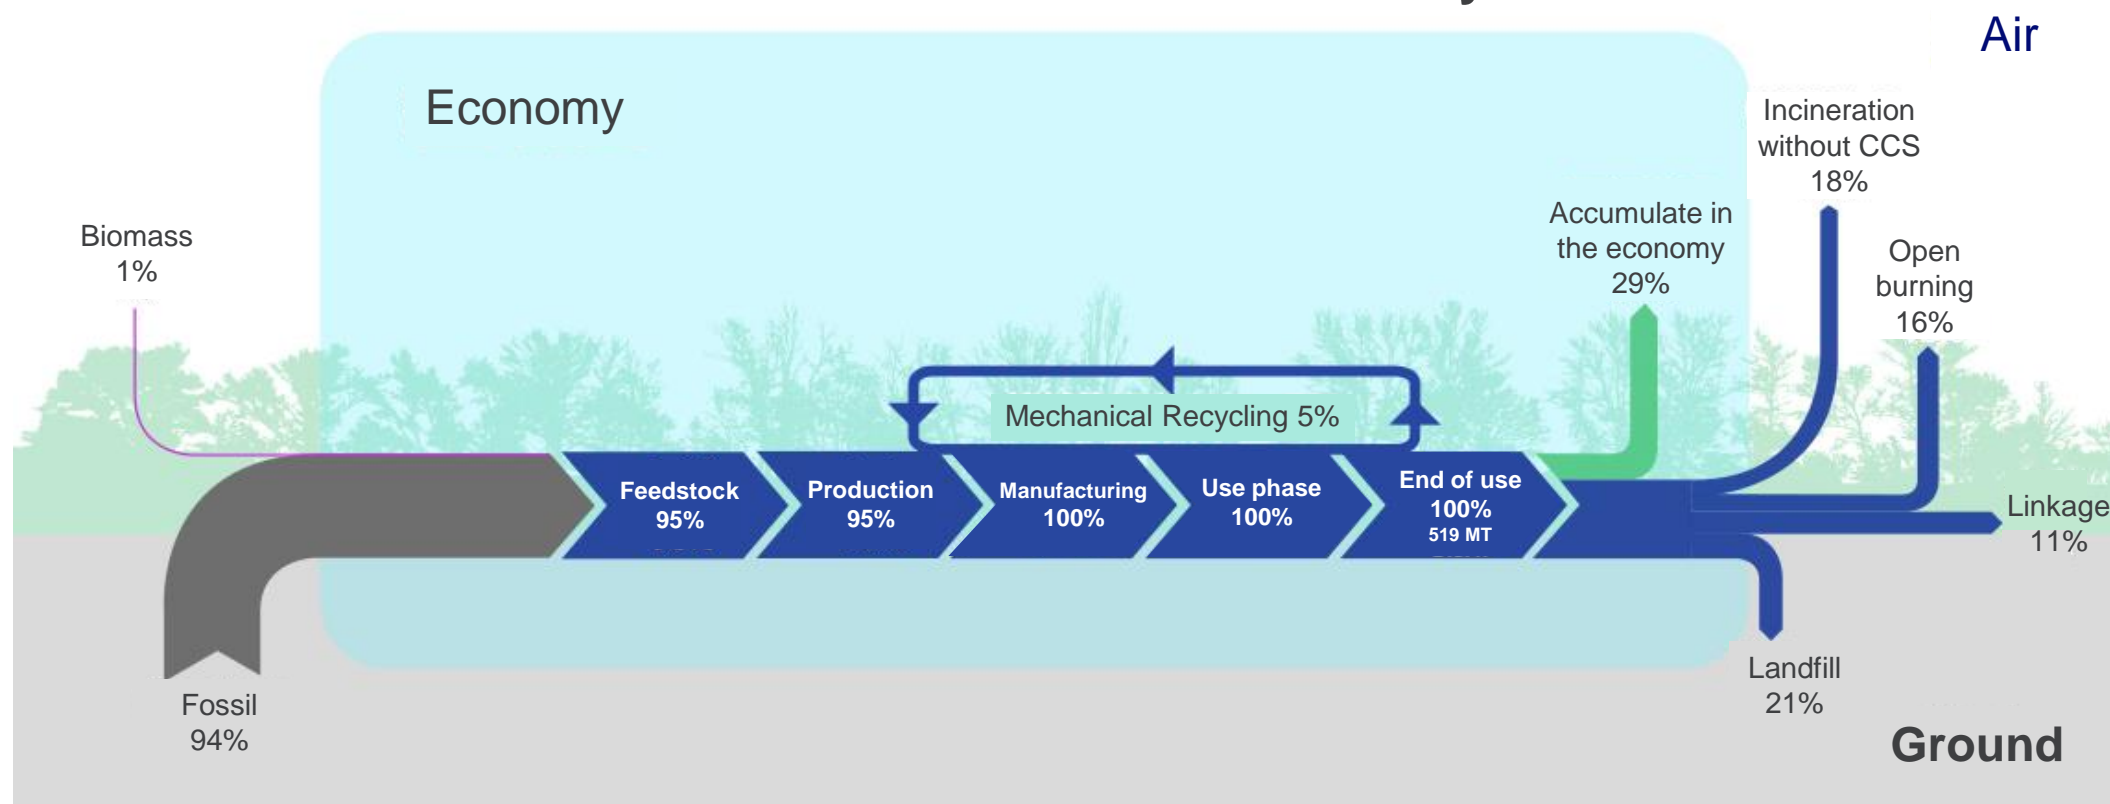 Air
Economy
Incineration
without CCS
18%
Accumulate in
the economy
29%
Biomass
1%
Open
burning
16%
Mechanical Recycling 5%
Feedstock
95%
Production
95%
Manufacturing
100%
Use phase
100%
End of use
100%
519 MT
Linkage
11%
Landfill
21%
Fossil
94%
Ground